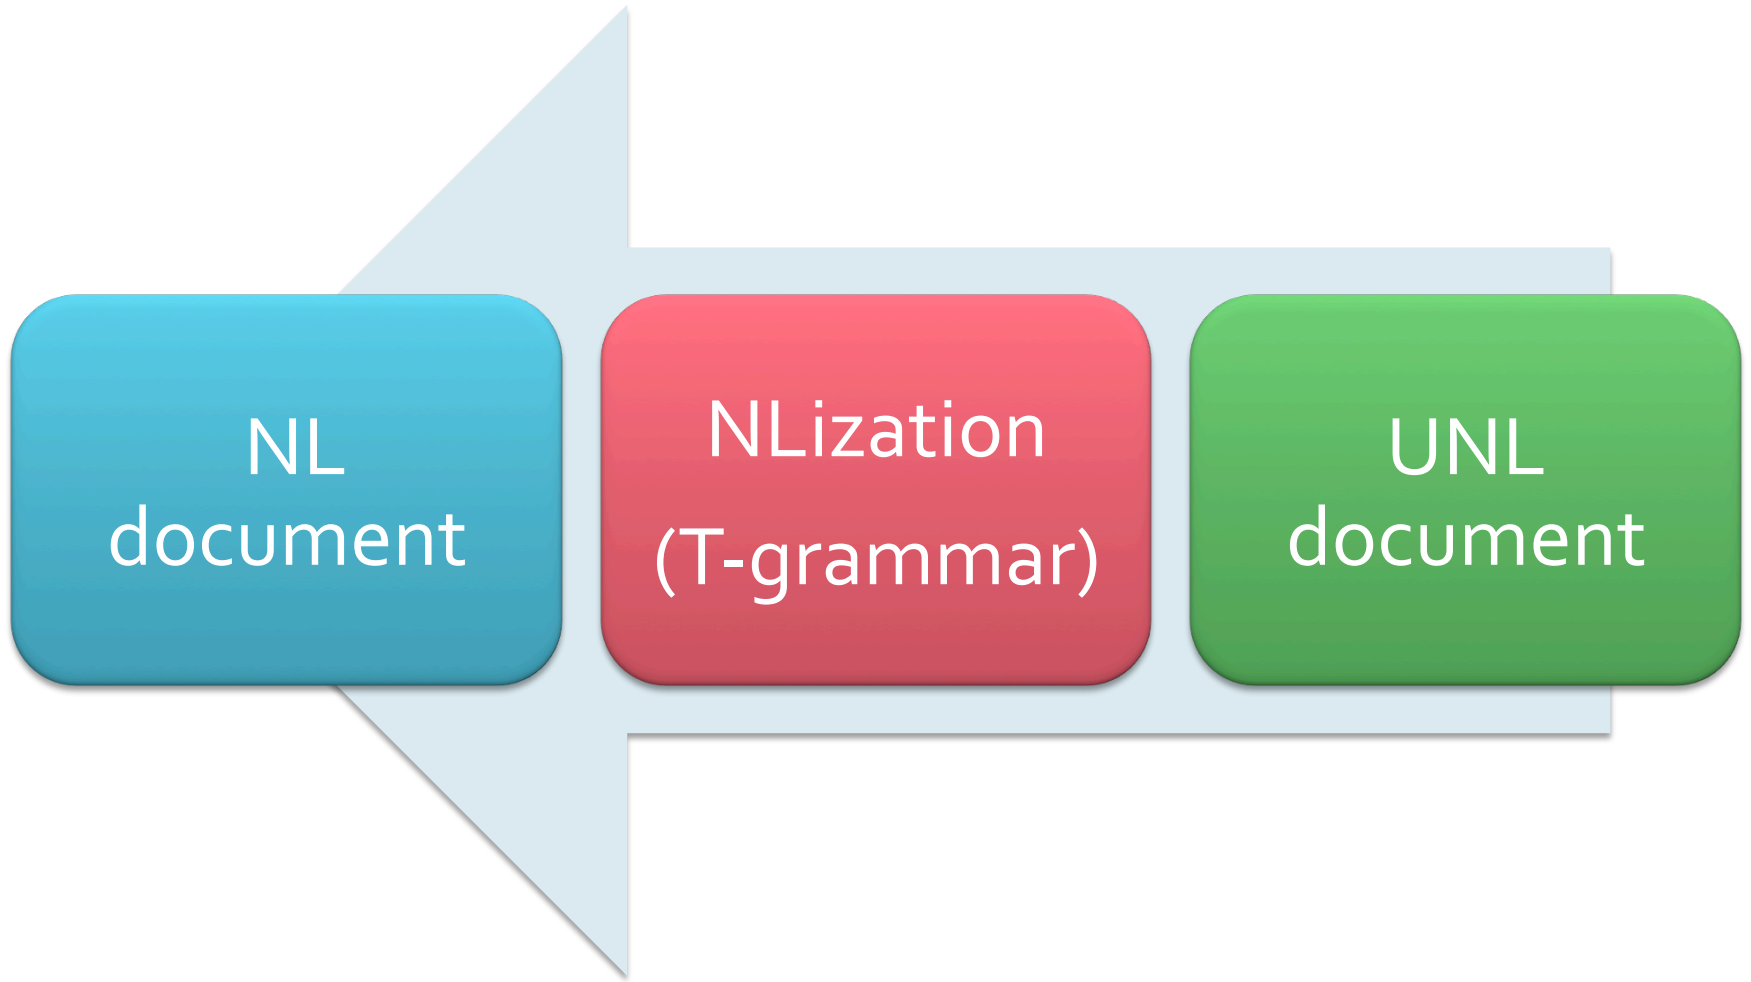 NL
document
NLization
(T-grammar)
UNL
document